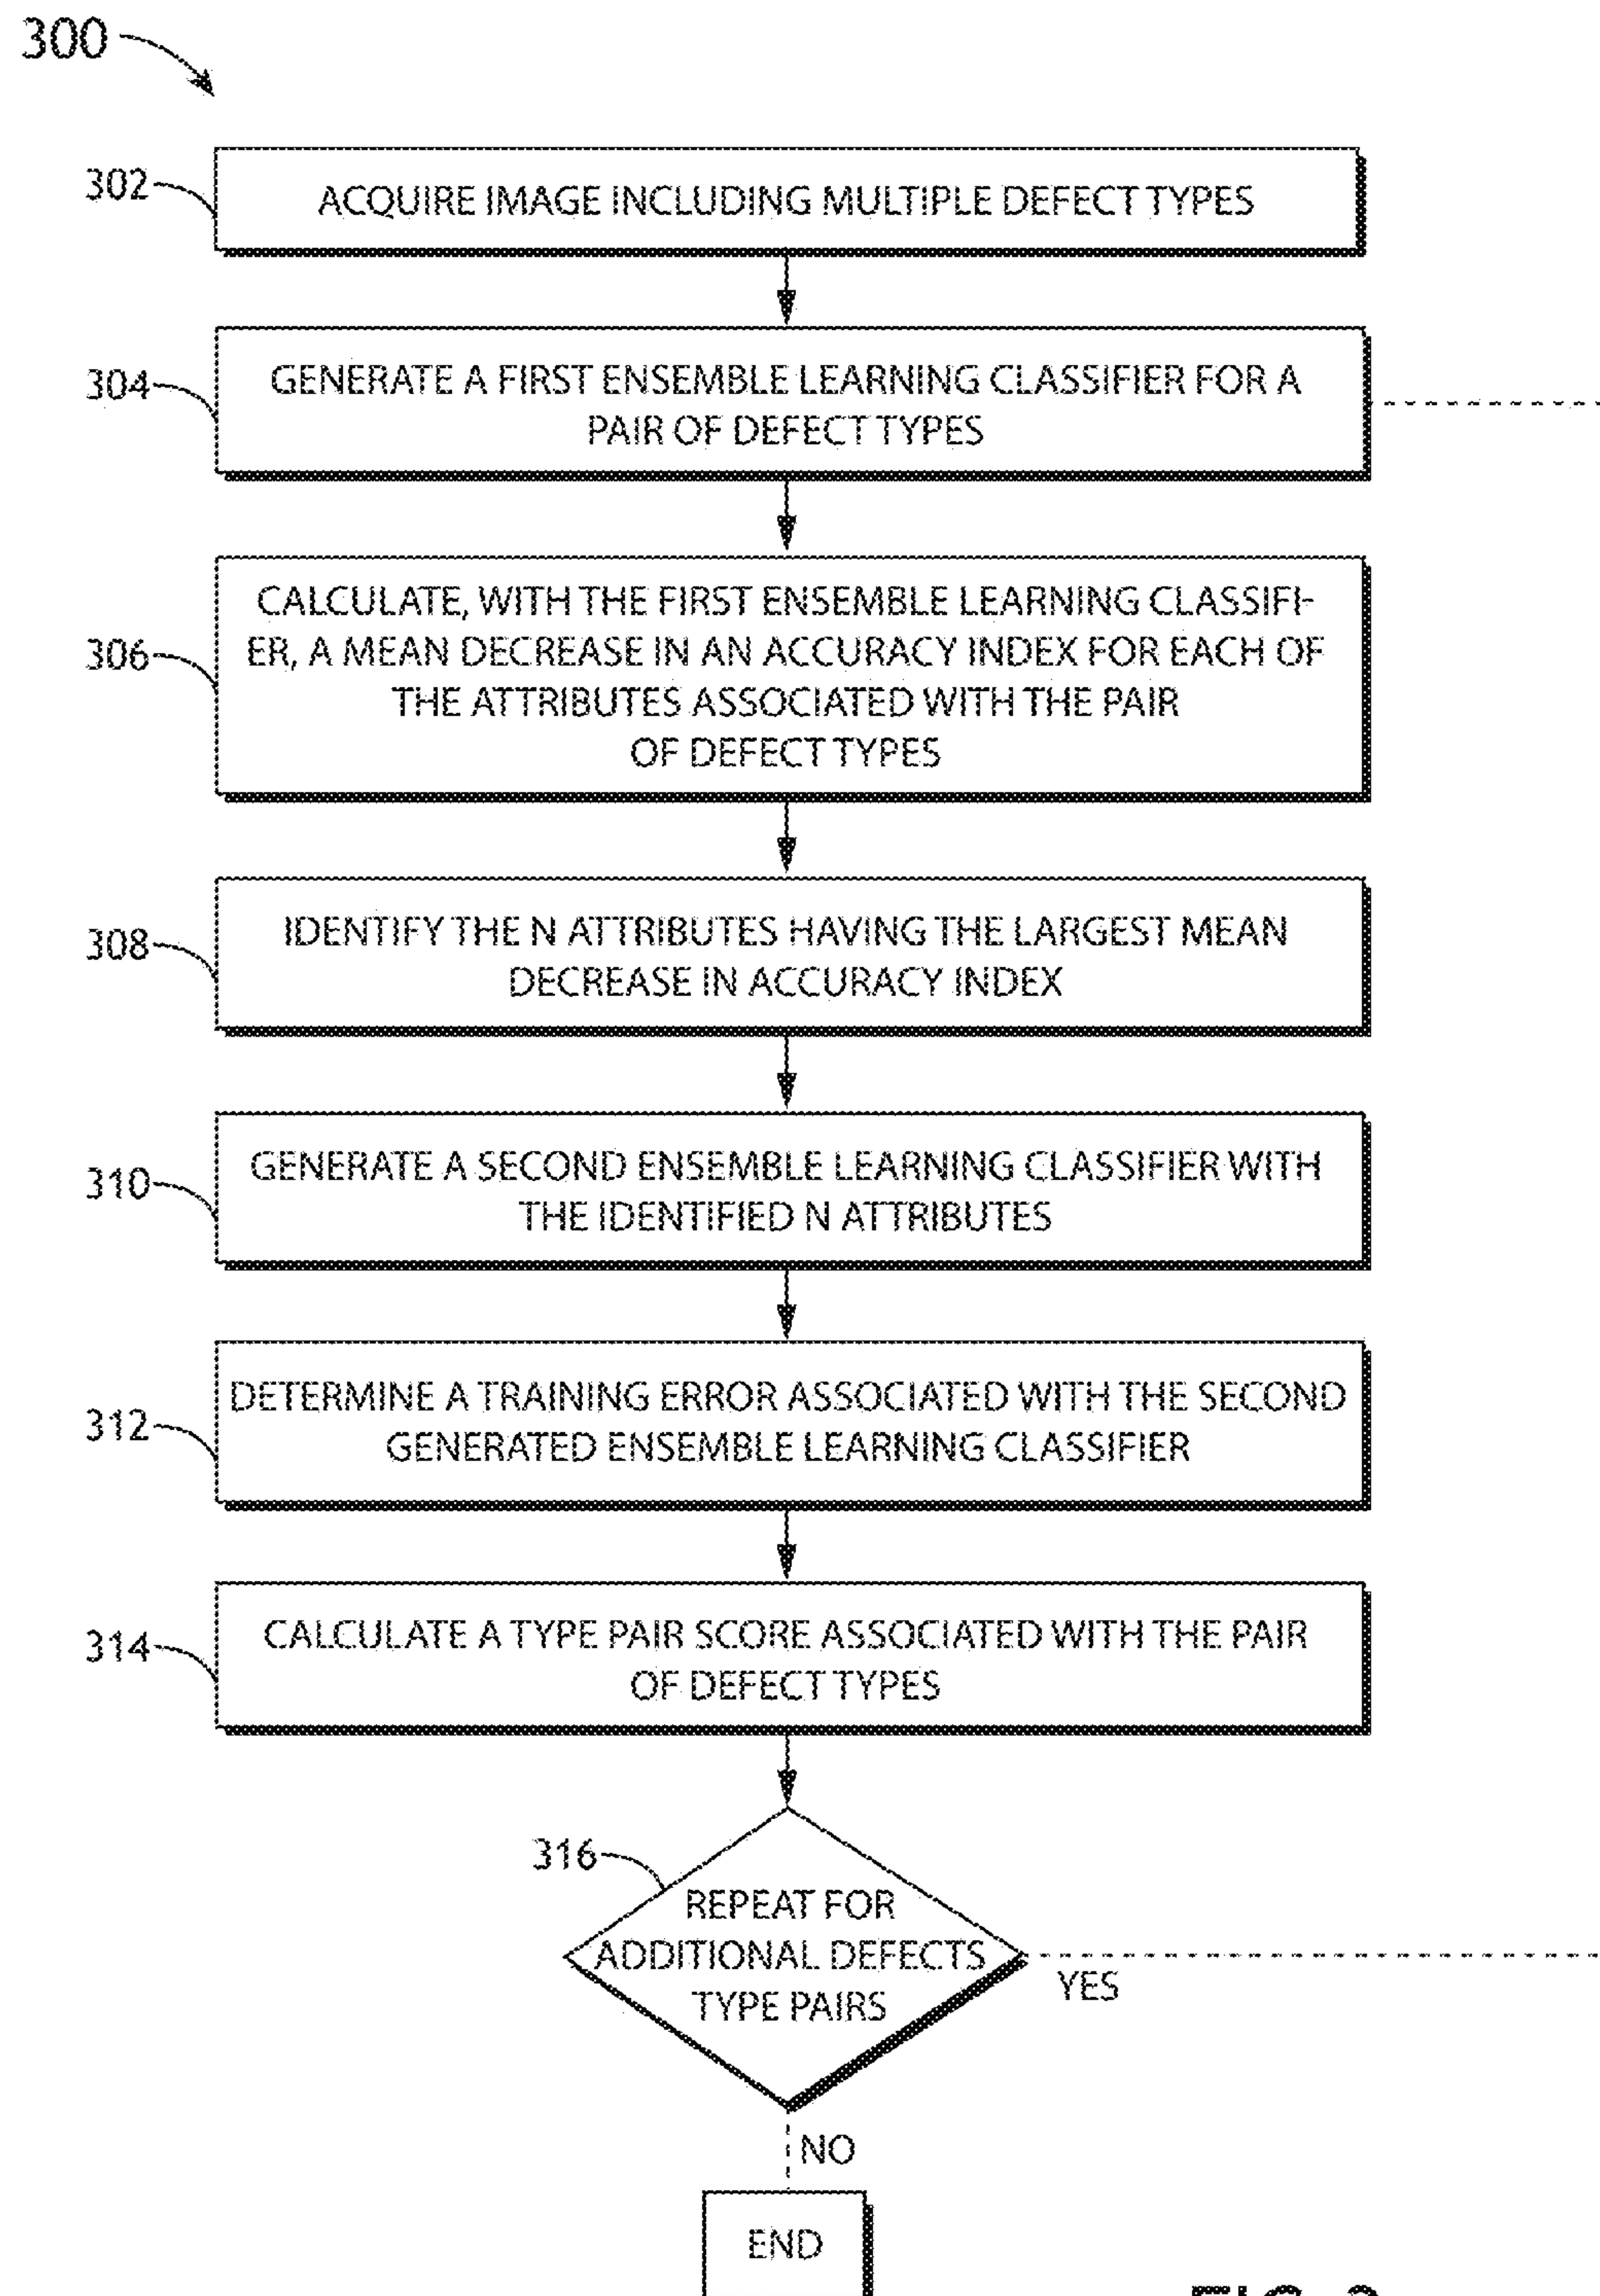 300
302
ACQUIRE IMAGE INCLUDING MULTIPLE DEFECT TYPES
304
GENERATE A FIRST ENSEMBLE LEARNING CLASSIFIER FOR A
PAIR OF DEFECT TYPES
306
CALCULATE, WITH THE FIRST ENSEMBLE LEARNING CLASSIFI-
ER, A MEAN DECREASE IN AN ACCURACY INDEX FOR EACH OF
THE ATTRIBUTES ASSOCIATED WITH THE PAIR
OF DEFECT TYPES
308
IDENTIFY THE N ATTRIBUTES HAVING THE LARGEST MEAN
DECREASE IN ACCURACY INDEX
310
GENERATE A SECOND ENSEMBLE LEARNING CLASSIFIER WITH
THE IDENTIFIED N ATTRIBUTES
312
DETERMINE A TRAINING ERROR ASSOCIATED WITH THE SECOND
GENERATED ENSEMBLE LEARNING CLASSIFIER
314
CALCULATE A TYPE PAIR SCORE ASSOCIATED WITH THE PAIR
OF DEFECT TYPES
316
REPEAT FOR
ADDITIONAL DEFECTS
TYPE PAIRS
YES
NO
END